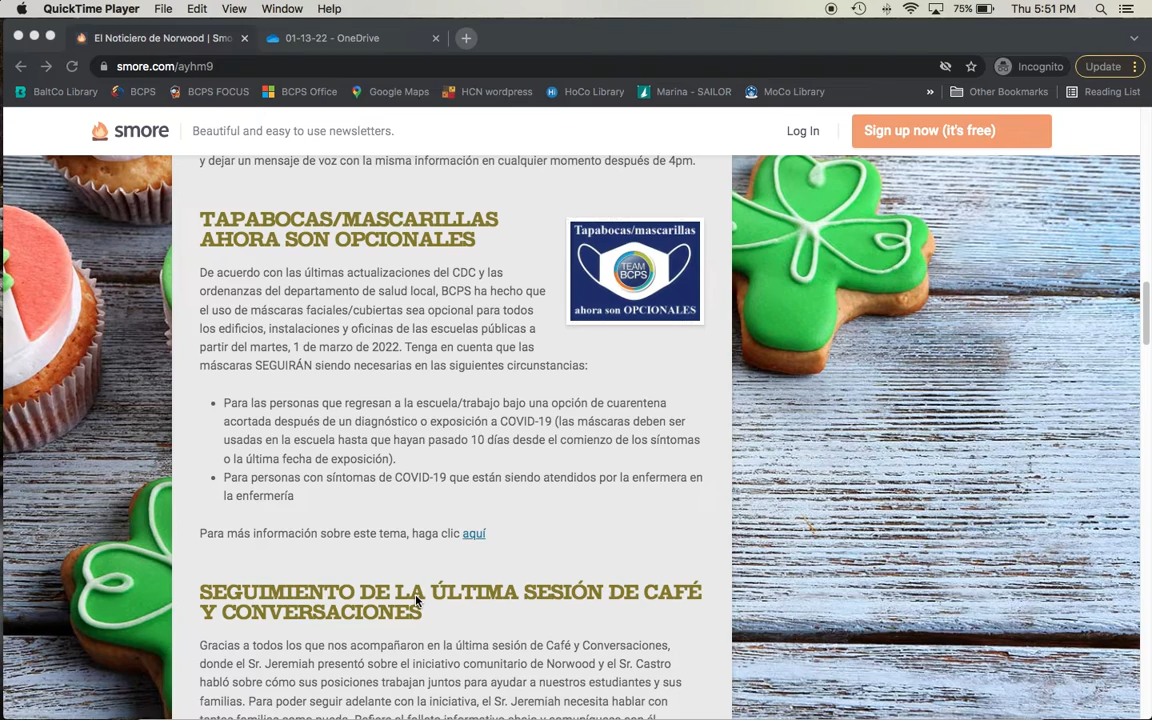 QuickTime Player File Edit View Window Help 75% Thu 5:51 PM
El Noticiero de Norwood | Smo 01-13-22 - OneDrive
smore.com/ayhm9 Incognito Update
BaltCo Library BCPS BCPS FOCUS BCPS Office Google Maps HCN wordpress HoCo Library Marina - SAILOR MoCo Library » Other Bookmarks Reading List
smore Beautiful and easy to use newsletters. Log In Sign up now (it's free)
y dejar un mensaje de voz con la misma información en cualquier momento después de 4pm.
TAPABOCAS/MASCARILLAS
AHORA SON OPCIONALES
Tapabocas/mascarillas
TEAM
BCPS
ahora son OPCIONALES
De acuerdo con las últimas actualizaciones del CDC y las
ordenanzas del departamento de salud local, BCPS ha hecho que
el uso de máscaras faciales/cubiertas sea opcional para todos
los edificios, instalaciones y oficinas de las escuelas públicas a
partir del martes, 1 de marzo de 2022. Tenga en cuenta que las
máscaras SEGUIRÁN siendo necesarias en las siguientes circunstancias:
• Para las personas que regresan a la escuela/trabajo bajo una opción de cuarentena
acortada después de un diagnóstico o exposición a COVID-19 (las máscaras deben ser
usadas en la escuela hasta que hayan pasado 10 días desde el comienzo de los síntomas
o la última fecha de exposición).
• Para personas con síntomas de COVID-19 que están siendo atendidos por la enfermera en
la enfermería
Para más información sobre este tema, haga clic aquí
SEGUIMIENTO DE LA ÚLTIMA SESIÓN DE CAFÉ
Y CONVERSACIONES
Gracias a todos los que nos acompañaron en la última sesión de Café y Conversaciones,
donde el Sr. Jeremiah presentó sobre el iniciativo comunitario de Norwood y el Sr. Castro
habló sobre cómo sus posiciones trabajan juntos para ayudar a nuestros estudiantes y sus
familias. Para poder seguir adelante con la iniciativa, el Sr. Jeremiah necesita hablar con